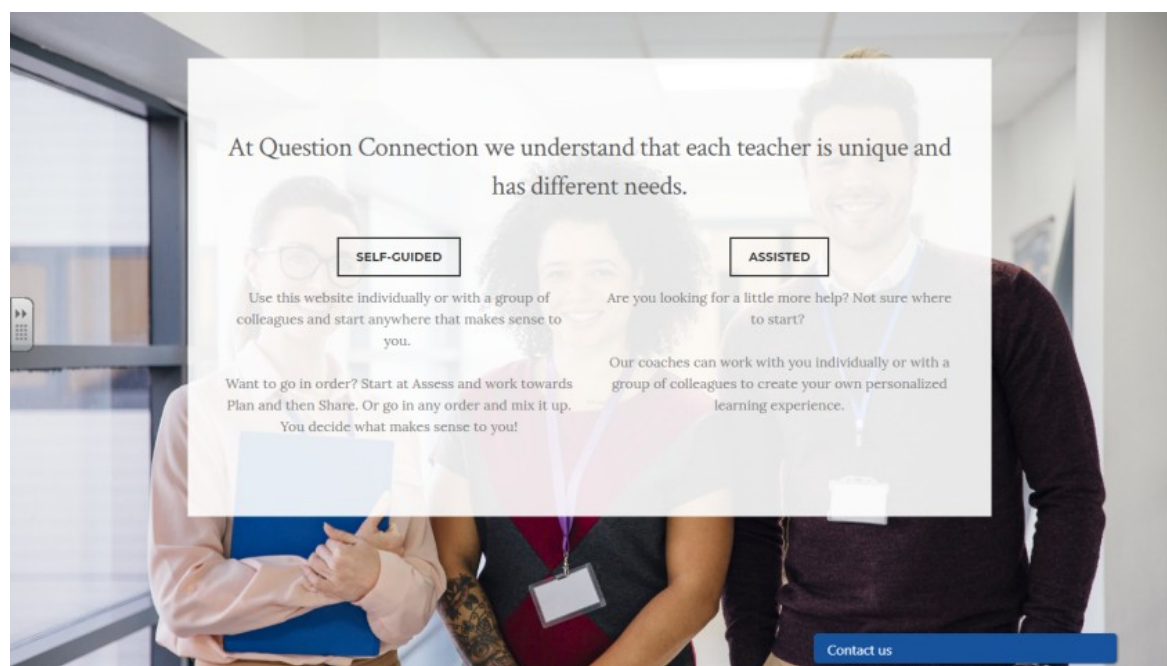 At Question Connection we understand that each teacher is unique and
has different needs.
SELF-GUIDED
Use this website individually or with a group of
colleagues and start anywhere that makes sense to
you.
Want to go in order? Start at Assess and work towards
Plan and then Share. Or go in any order and mix it up.
You decide what makes sense to you!
ASSISTED
Are you looking for a little more help? Not sure where
to start?
Our coaches can work with you individually or with a
group of colleagues to create your own personalized
learning experience.
Contact us